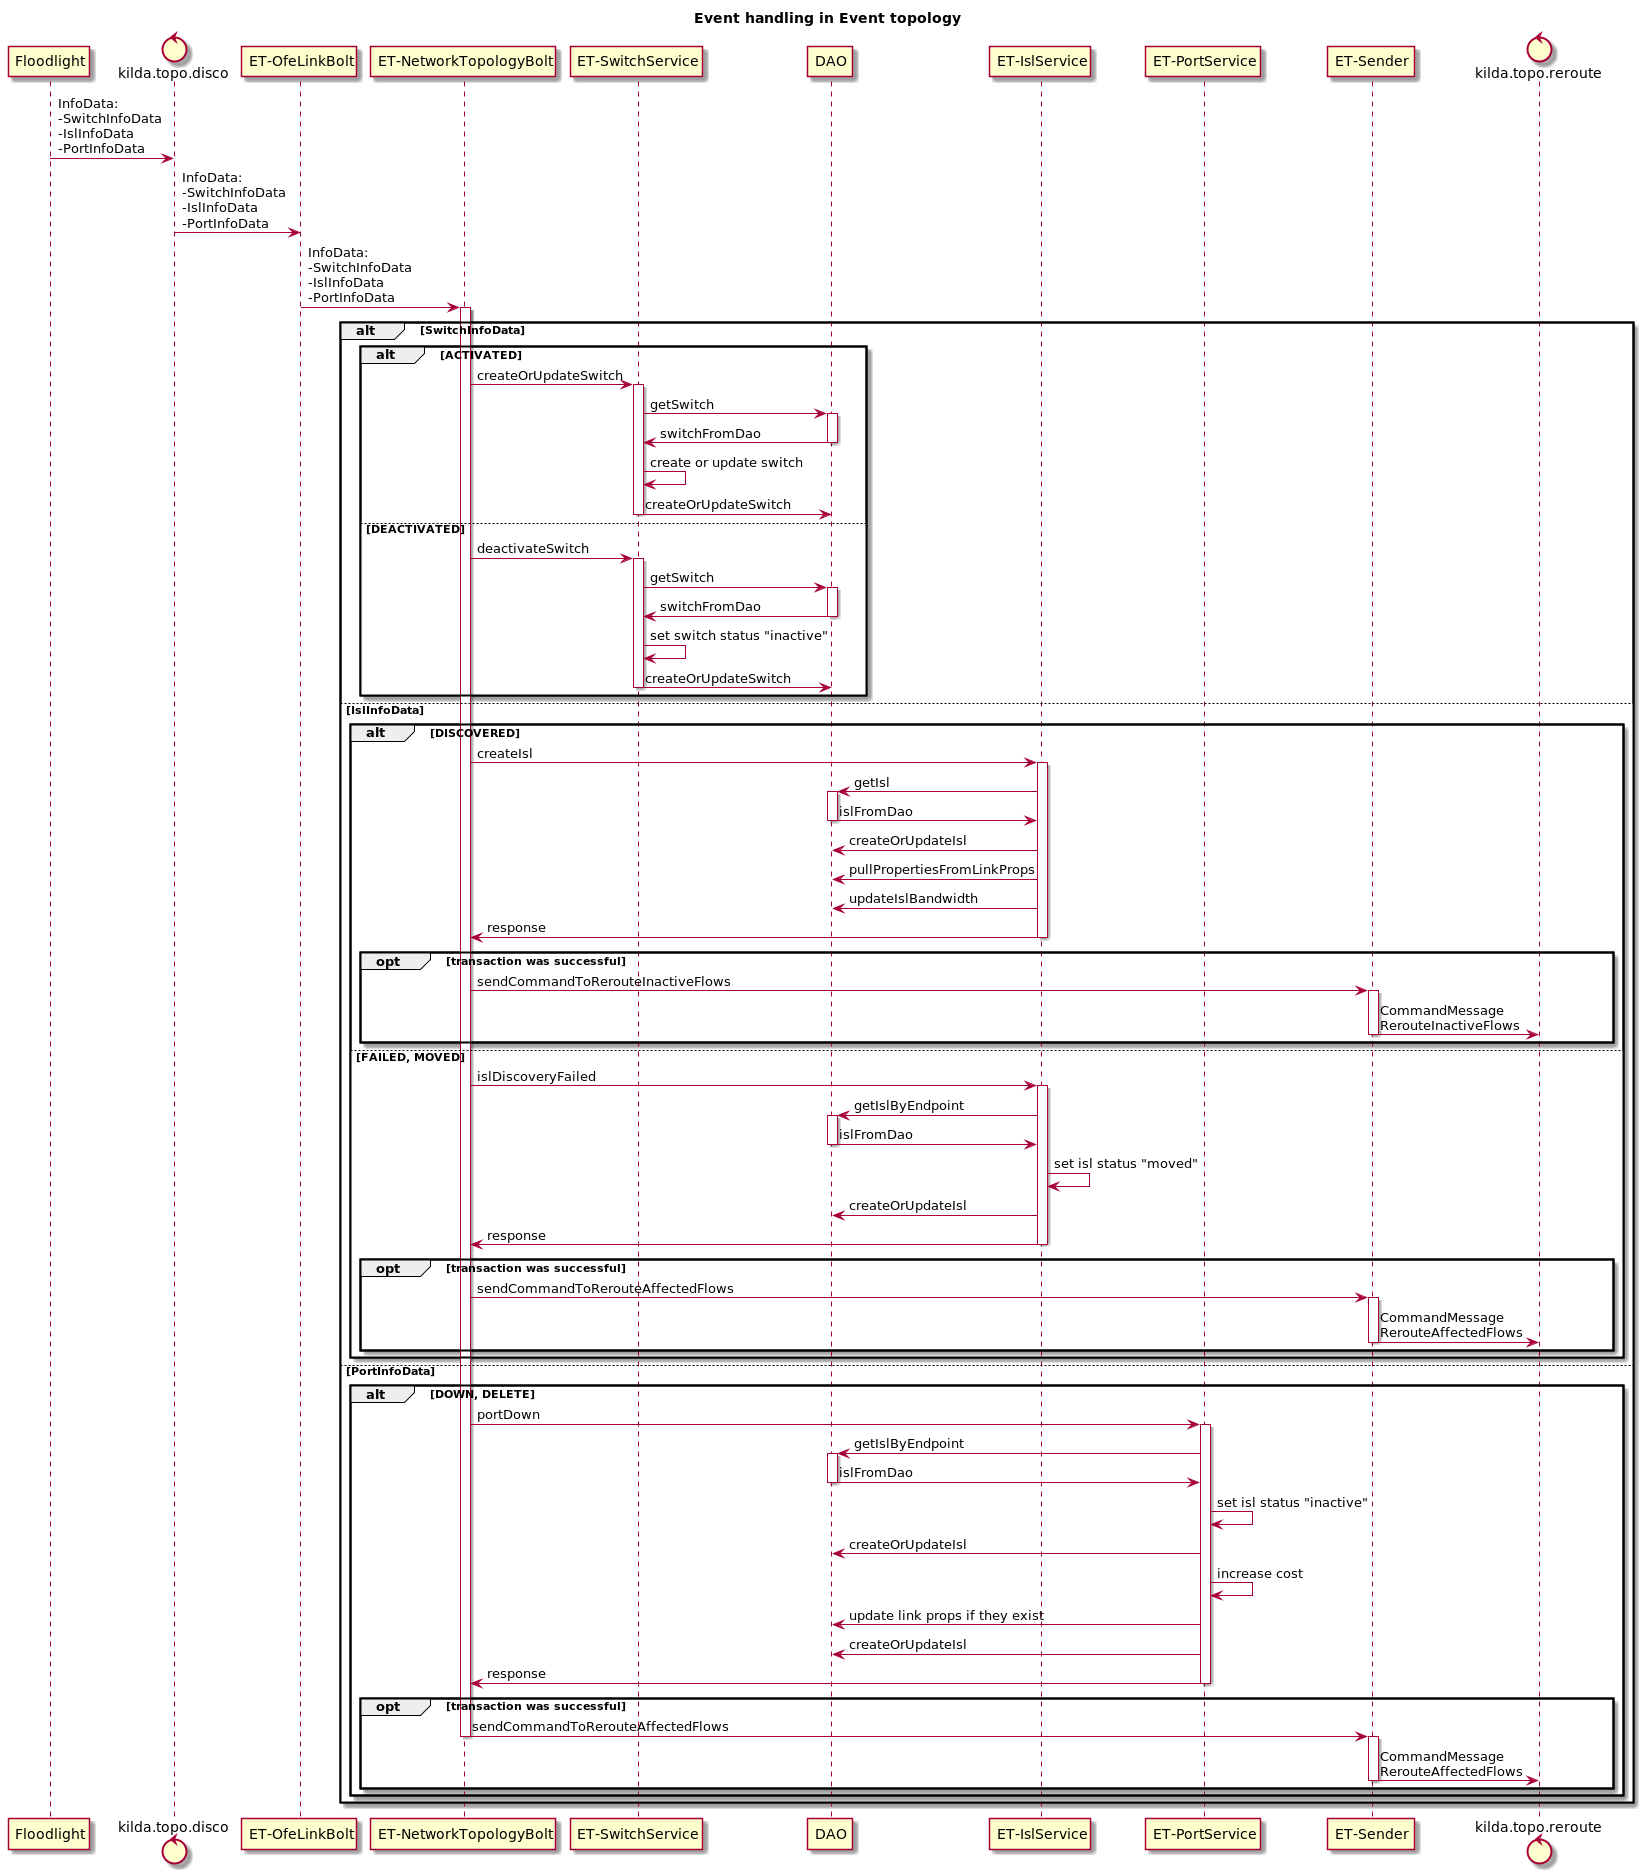 Event handling in Event topology
Floodlight
kilda.topo.disco
ET-OfeLinkBolt
ET-NetworkTopologyBolt
ET-SwitchService
DAO
ET-IslService
ET-PortService
ET-Sender
kilda.topo.reroute
InfoData:
-SwitchInfoData
-IslInfoData
-PortInfoData
InfoData:
-SwitchInfoData
-IslInfoData
-PortInfoData
InfoData:
-SwitchInfoData
-IslInfoData
-PortInfoData
alt [SwitchInfoData]
alt [ACTIVATED]
createOrUpdateSwitch
getSwitch
switchFromDao
create or update switch
createOrUpdateSwitch
[DEACTIVATED]
deactivateSwitch
getSwitch
switchFromDao
set switch status "inactive"
createOrUpdateSwitch
[IslInfoData]
alt [DISCOVERED]
createIsl
getIsl
islFromDao
createOrUpdateIsl
pullPropertiesFromLinkProps
updateIslBandwidth
response
opt [transaction was successful]
sendCommandToRerouteInactiveFlows
CommandMessage
RerouteInactiveFlows
[FAILED, MOVED]
islDiscoveryFailed
getIslByEndpoint
islFromDao
set isl status "moved"
createOrUpdateIsl
response
opt [transaction was successful]
sendCommandToRerouteAffectedFlows
CommandMessage
RerouteAffectedFlows
[PortInfoData]
alt [DOWN, DELETE]
portDown
getIslByEndpoint
islFromDao
set isl status "inactive"
createOrUpdateIsl
increase cost
update link props if they exist
createOrUpdateIsl
response
opt [transaction was successful]
sendCommandToRerouteAffectedFlows
CommandMessage
RerouteAffectedFlows
Floodlight
kilda.topo.disco
ET-OfeLinkBolt
ET-NetworkTopologyBolt
ET-SwitchService
DAO
ET-IslService
ET-PortService
ET-Sender
kilda.topo.reroute